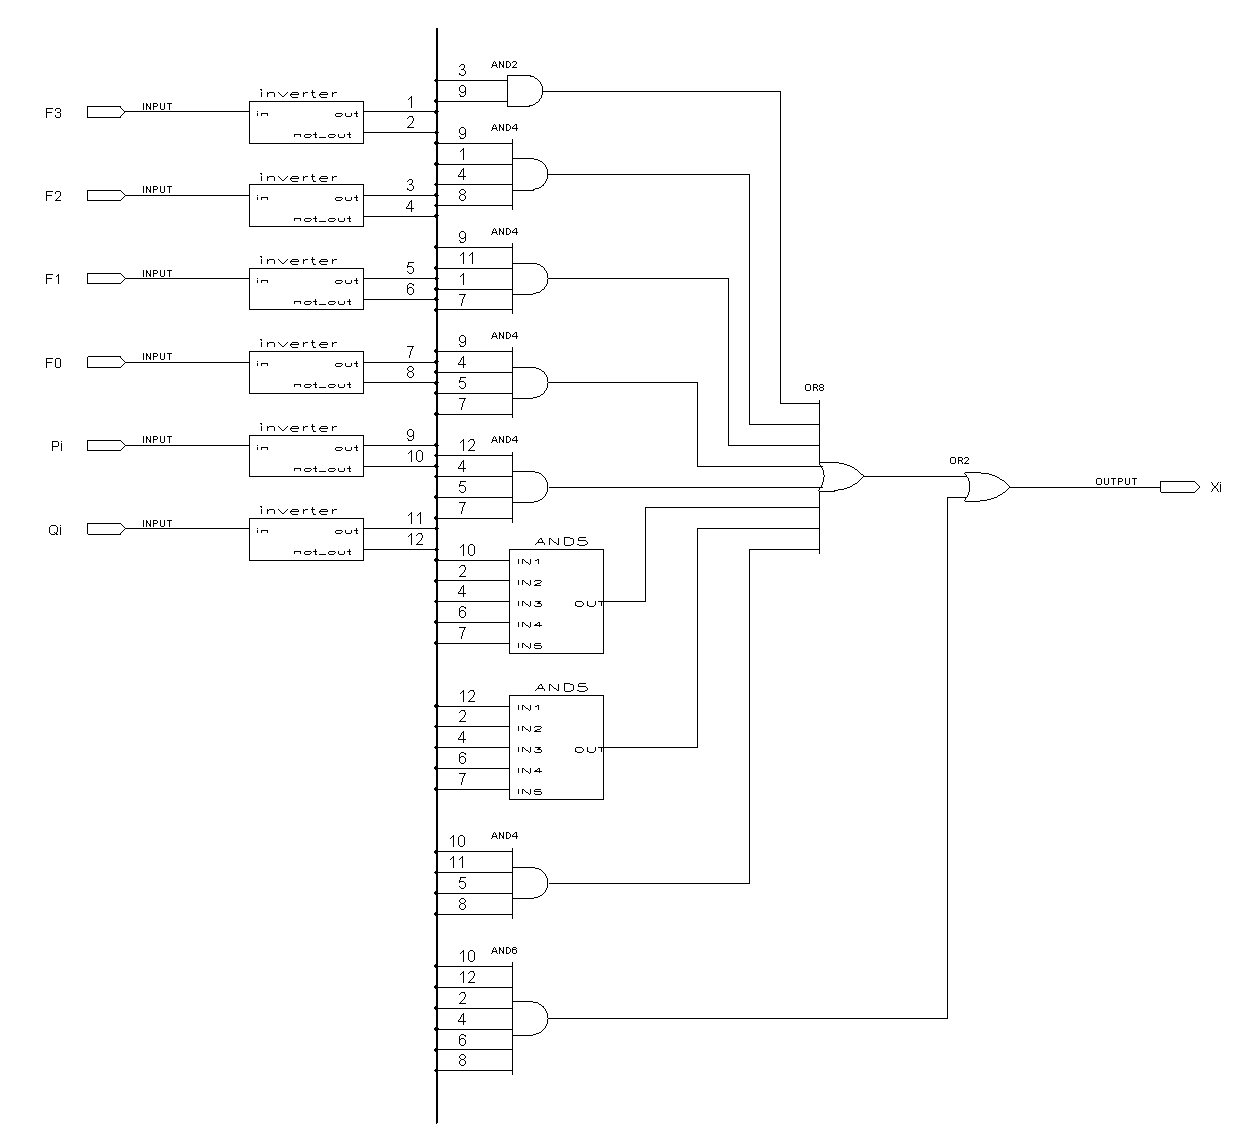 AND2
3
9
inverter
F3 INPUT in out 1
not_out 2
AND4
9
1
4
8
inverter
F2 INPUT in out 3
not_out 4
AND4
9
11
1
7
inverter
F1 INPUT in out 5
not_out 6
AND4
9
4
5
7
inverter
F0 INPUT in out 7
not_out 8
OR8
AND4
12
4
5
7
inverter
Pi INPUT in out 9
not_out 10
OR2
OUTPUT Xi
inverter
Qi INPUT in out 11
not_out 12
AND5
10 IN1
2 IN2
4 IN3 OUT
6 IN4
7 IN5
AND5
12 IN1
2 IN2
4 IN3 OUT
6 IN4
7 IN5
AND4
10
11
5
8
AND6
10
12
2
4
6
8